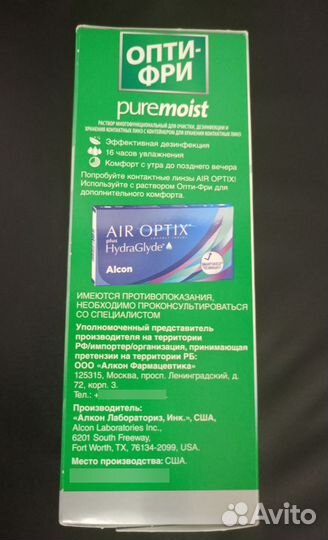 ОПТИ-
ФРИ
puremoist
РАСТВОР МНОГОФУНКЦИОНАЛЬНЫЙ ДЛЯ ОЧИСТКИ, ДЕЗИНФЕКЦИИ И
ХРАНЕНИЯ КОНТАКТНЫХ ЛИНЗ С КОНТЕЙНЕРОМ ДЛЯ ХРАНЕНИЯ КОНТАКТНЫХ ЛИНЗ
Эффективная дезинфекция
16 часов увлажнения
Комфорт с утра до позднего вечера
Попробуйте контактные линзы AIR OPTIX!
Используйте с раствором Опти-Фри для
дополнительного комфорта.
AIR OPTIX
plus
HydraGlyde
Alcon
ИМЕЮТСЯ ПРОТИВОПОКАЗАНИЯ,
НЕОБХОДИМО ПРОКОНСУЛЬТИРОВАТЬСЯ
СО СПЕЦИАЛИСТОМ
Уполномоченный представитель
производителя на территории
РФ/импортер/организация, принимающая
претензии на территории РБ:
ООО «Алкон Фармацевтика»
125315, Москва, просп. Ленинградский, д.
72, корп. 3.
Тел.: +
Производитель:
«Алкон Лабораториз, Инк.», США,
Alcon Laboratories Inc.,
6201 South Freeway,
Fort Worth, TX, 76134-2099, USA.
Место производства: США.
Avito